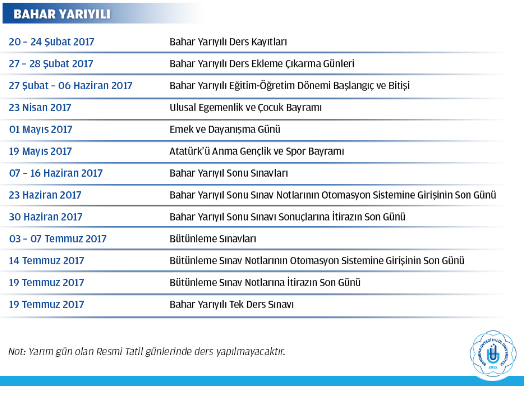 BAHAR YARIYILI
20 – 24 Şubat 2017 Bahar Yarıyılı Ders Kayıtları
27 – 28 Şubat 2017 Bahar Yarıyılı Ders Ekleme Çıkarma Günleri
27 Şubat – 06 Haziran 2017 Bahar Yarıyılı Eğitim-Öğretim Dönemi Başlangıç ve Bitişi
23 Nisan 2017 Ulusal Egemenlik ve Çocuk Bayramı
01 Mayıs 2017 Emek ve Dayanışma Günü
19 Mayıs 2017 Atatürk'ü Anma Gençlik ve Spor Bayramı
07 – 16 Haziran 2017 Bahar Yarıyıl Sonu Sınavları
23 Haziran 2017 Bahar Yarıyıl Sonu Sınav Notlarının Otomasyon Sistemine Girişinin Son Günü
30 Haziran 2017 Bahar Yarıyıl Sonu Sınavı Sonuçlarına İtirazın Son Günü
03 – 07 Temmuz 2017 Bütünleme Sınavları
14 Temmuz 2017 Bütünleme Sınav Notlarının Otomasyon Sistemine Girişinin Son Günü
19 Temmuz 2017 Bütünleme Sınav Notlarına İtirazın Son Günü
19 Temmuz 2017 Bahar Yarıyılı Tek Ders Sınavı
Not: Yarım gün olan Resmi Tatil günlerinde ders yapılmayacaktır.